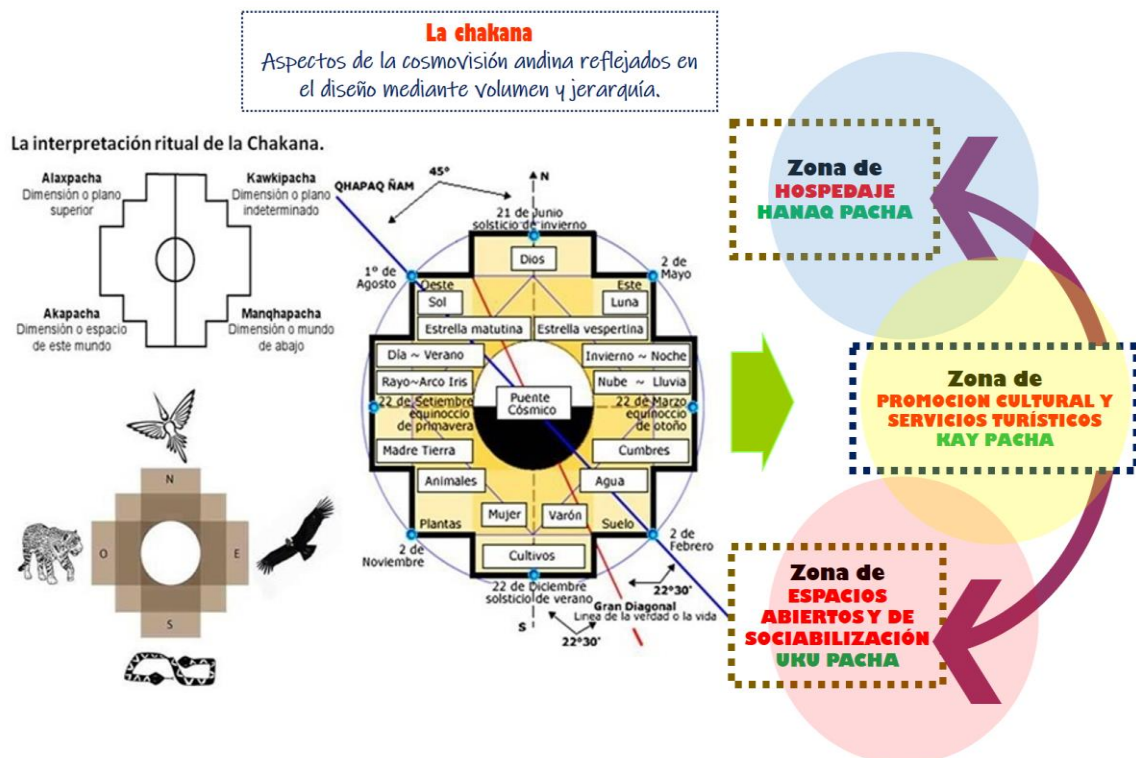 La chakana
Aspectos de la cosmovisión andina reflejados en
el diseño mediante volumen y jerarquía.
La interpretación ritual de la Chakana.
Alaxpacha
Dimensión o plano
superior
Kawkipacha
Dimensión o plano
indeterminado
Akapacha
Dimensión o espacio
de este mundo
Manqhapacha
Dimensión o mundo
de abajo
N
O
E
S
QHAPAQ ÑAM
45°
N
21 de Junio
solsticio de invierno
Dios
1° de
Agosto
2 de
Mayo
Oeste
Este
Sol
Luna
Estrella matutina
Estrella vespertina
Día ~ Verano
Invierno ~ Noche
Rayo~Arco Iris
Nube ~ Lluvia
Puente
Cósmico
22 de Setiembre
equinoccio
de primavera
22 de Marzo
equinoccio
de otoño
Madre Tierra
Cumbres
Animales
Agua
Mujer
Varón
Plantas
Suelo
Cultivos
2 de
Noviembre
2 de
Febrero
22 de Diciembre
solsticio de verano
S
22°30'
Gran Diagonal
Linea de la verdad o la vida
22°30'
Zona de
HOSPEDAJE
HANAQ PACHA
Zona de
PROMOCION CULTURAL Y
SERVICIOS TURÍSTICOS
KAY PACHA
Zona de
ESPACIOS
ABIERTOS Y DE
SOCIABILIZACIÓN
UKU PACHA